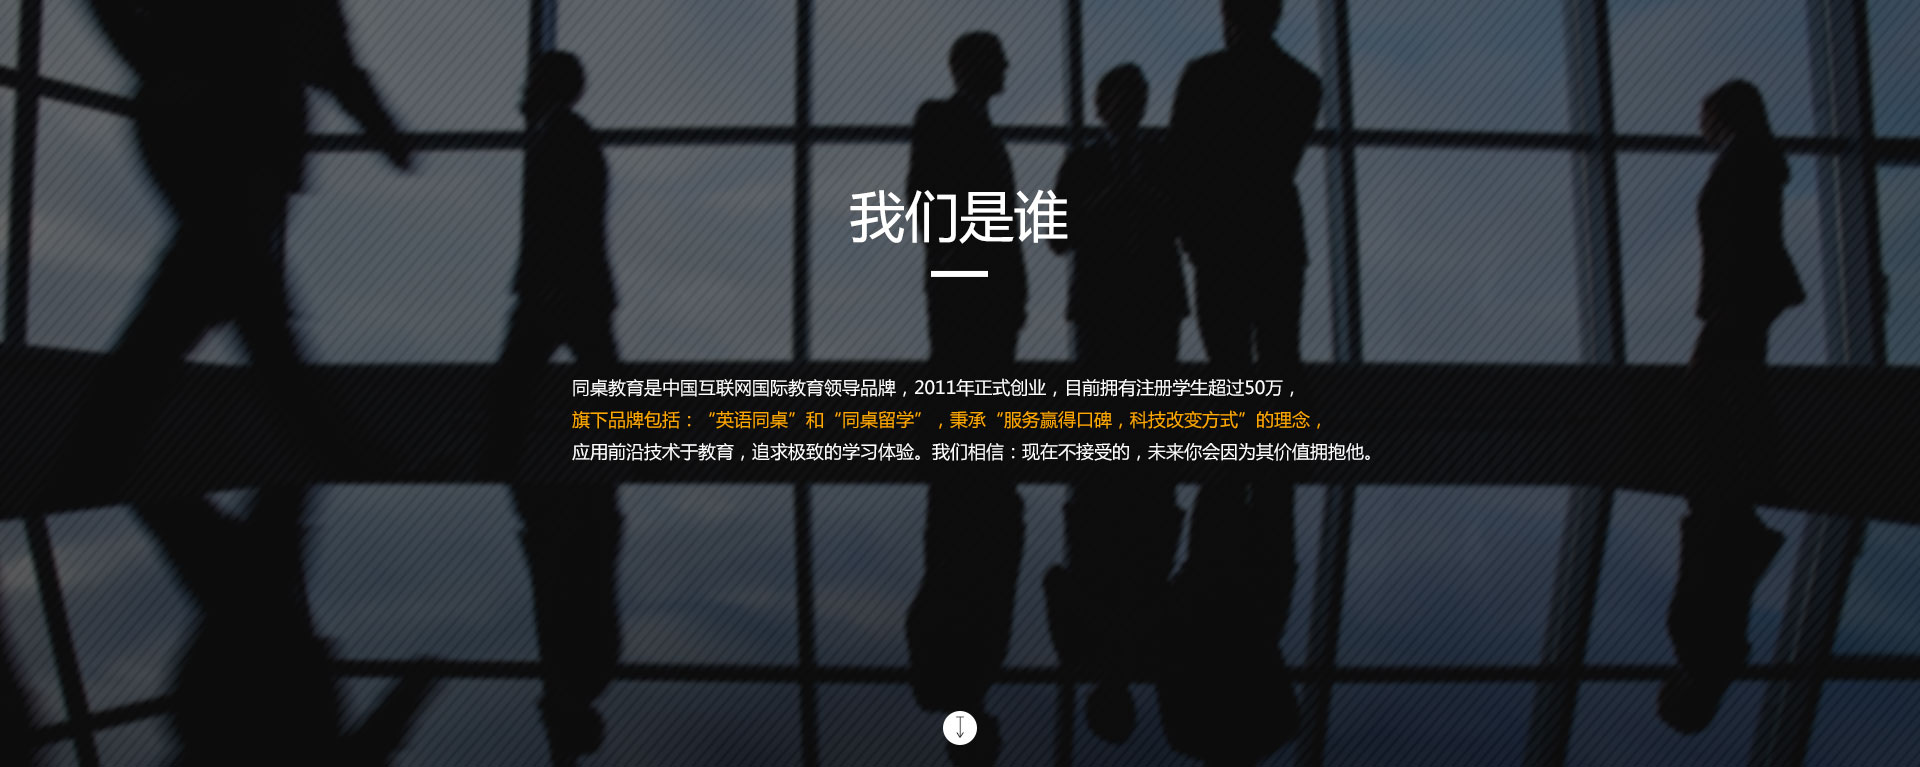 我们是谁
同桌教育是中国互联网国际教育领导品牌，2011年正式创业，目前拥有注册学生超过50万，
旗下品牌包括：“英语同桌”和“同桌留学”，秉承“服务赢得口碑，科技改变方式”的理念，
应用前沿技术于教育，追求极致的学习体验。我们相信：现在不接受的，未来你会因为其价值拥抱他。